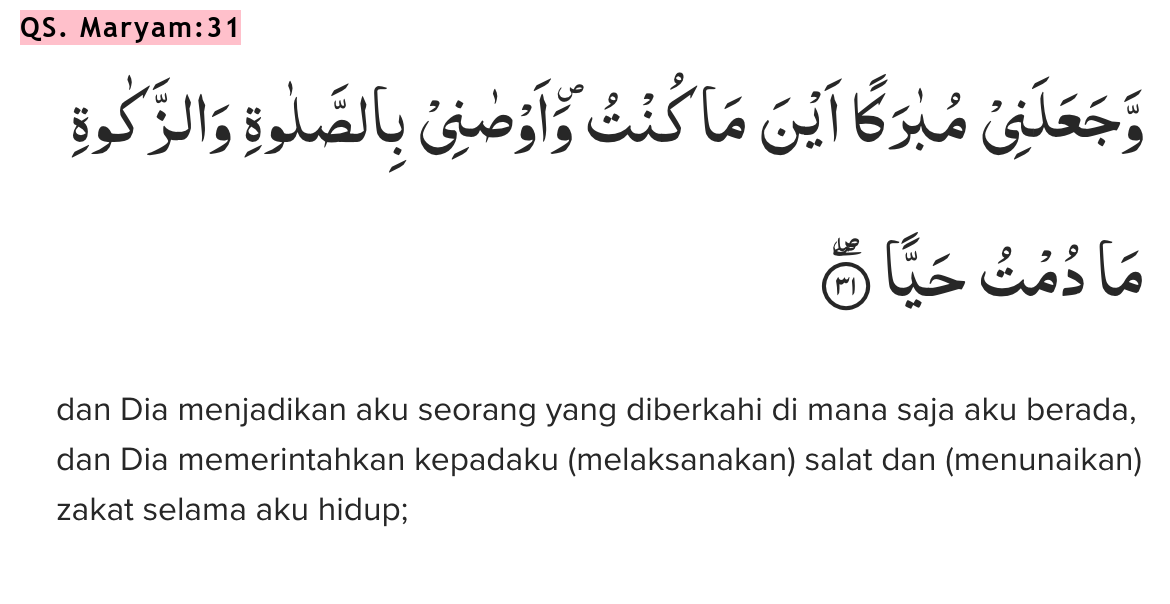 QS. Maryam:31
وَّجَعَلَنِيْ مُبٰرَكًا اَيْنَ مَا كُنْتُۖ وَاَوْصٰنِيْ بِالصَّلٰوةِ وَالزَّكٰوةِ
مَا دُمْتُ حَيًّا ۖ ٣١
dan Dia menjadikan aku seorang yang diberkahi di mana saja aku berada,
dan Dia memerintahkan kepadaku (melaksanakan) salat dan (menunaikan)
zakat selama aku hidup;